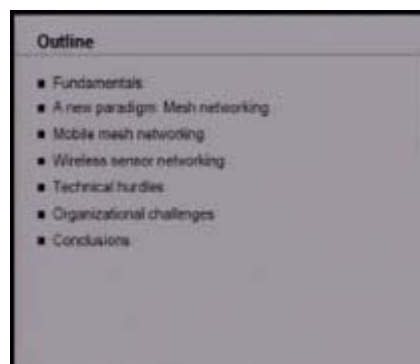 Outline
■ Fundamentals
■ A new paradigm: Mesh networking
■ Mobile mesh networking
■ Wireless sensor networking
■ Technical hurdles
■ Organizational challenges
■ Conclusions